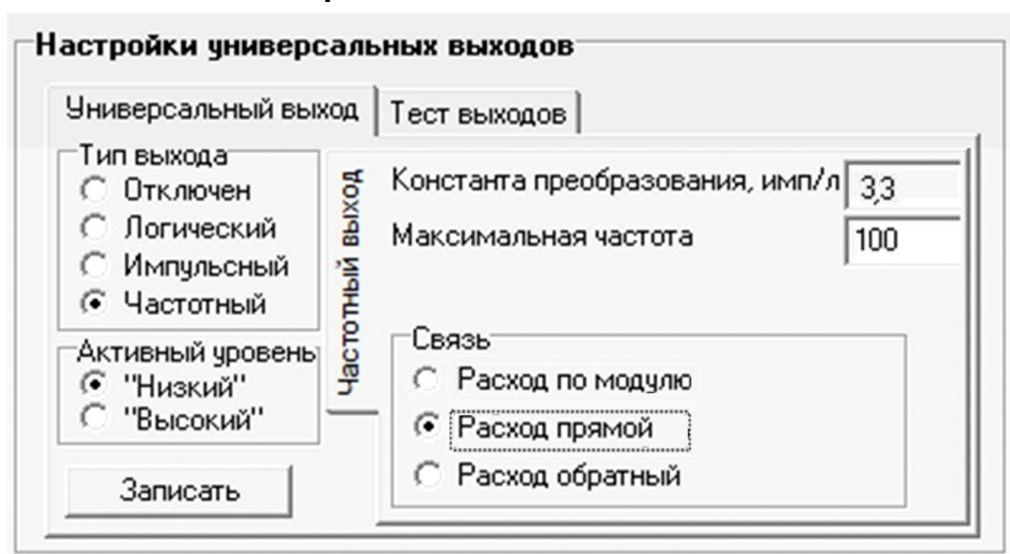 Настройки универсальных выходов
Универсальный выход
Тест выходов
Тип выхода
Отключен
Логический
Импульсный
Частотный
Активный уровень
"Низкий"
"Высокий"
Записать
Частотный выход
Константа преобразования, имп/л 3,3
Максимальная частота 100
Связь
Расход по модулю
Расход прямой
Расход обратный